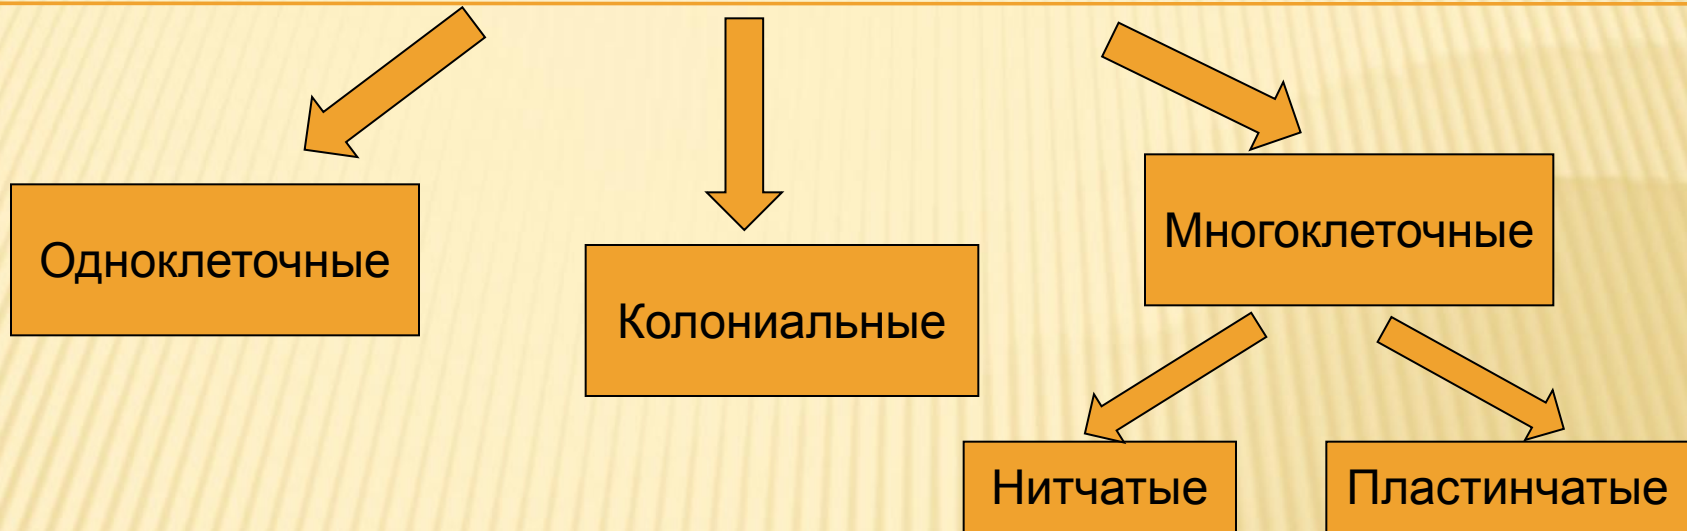 Одноклеточные
Колониальные
Многоклеточные
Нитчатые
Пластинчатые